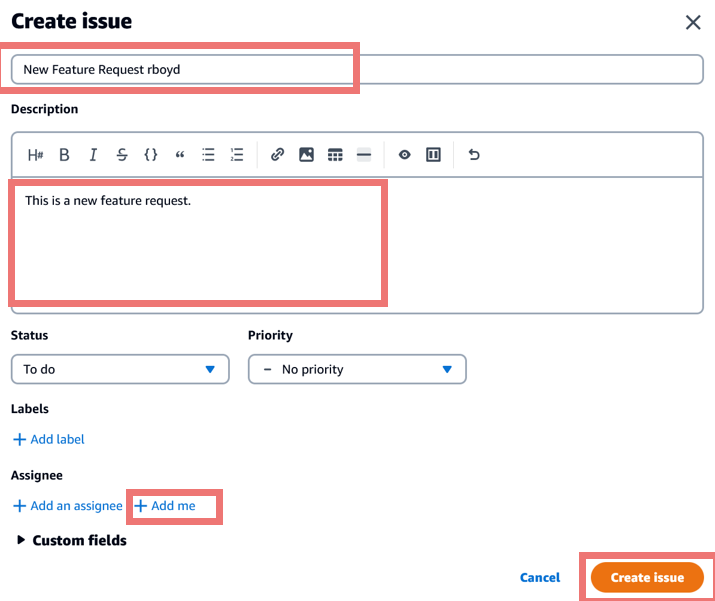 Create issue
New Feature Request rboyd
Description
H# B I S {} “
This is a new feature request.
Status Priority
To do – No priority
Labels
+ Add label
Assignee
+ Add an assignee + Add me
Custom fields
Cancel Create issue